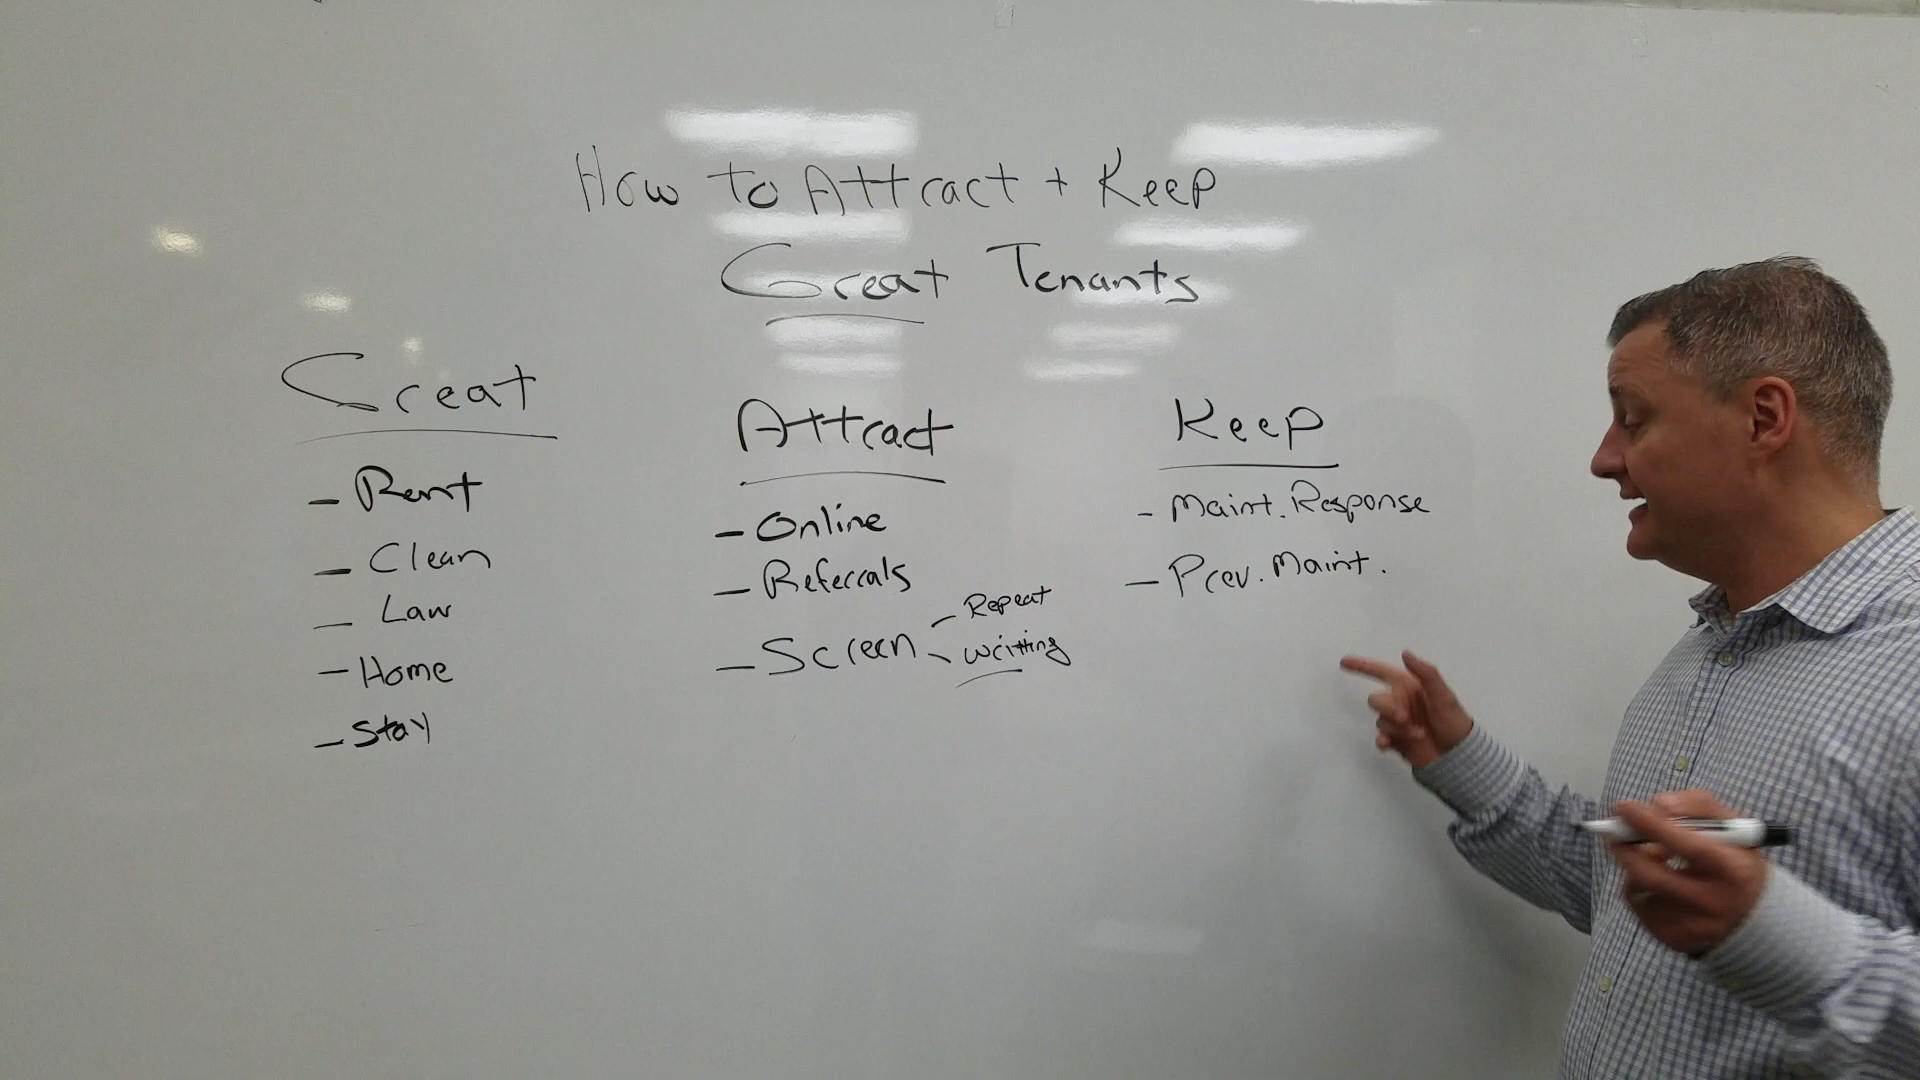 How to Attract + Keep
Great Tenants
Great
- Rent
- Clean
- Law
- Home
- Stay
Attract
- Online
- Referrals
- Screen - Repeat
- Writting
Keep
- Maint. Response
- Prev. Maint.